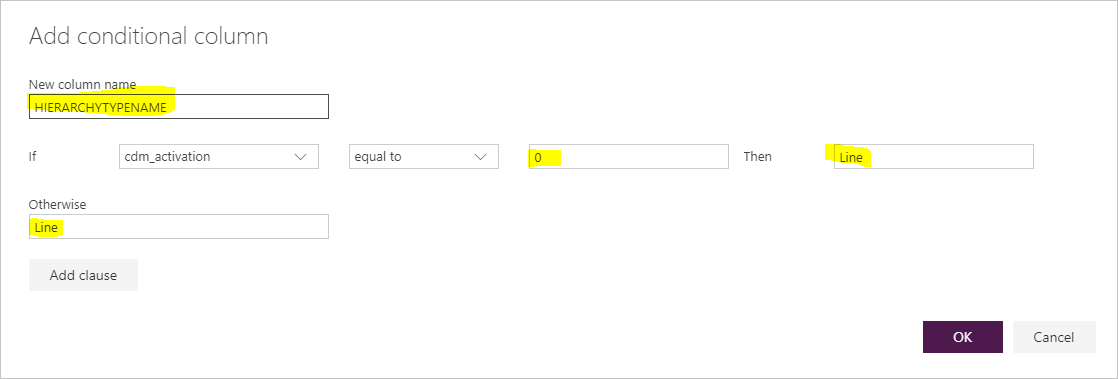 Add conditional column
New column name
HIERARCHYTYPENAME
If cdm_activation equal to 0 Then Line
Otherwise
Line
Add clause
OK Cancel